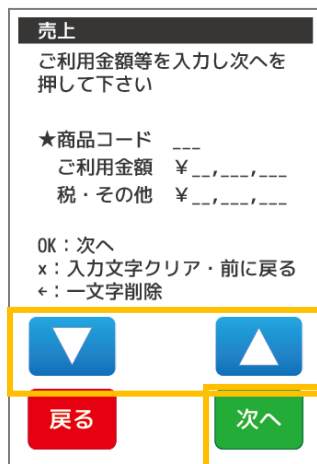 売上
ご利用金額等を入力し次へを
押して下さい
★商品コード ___
ご利用金額 ￥__,___,___
税・その他 ￥__,___,___
OK：次へ
×：入力文字クリア・前に戻る
←：一文字削除
▼ ▲
戻る 次へ